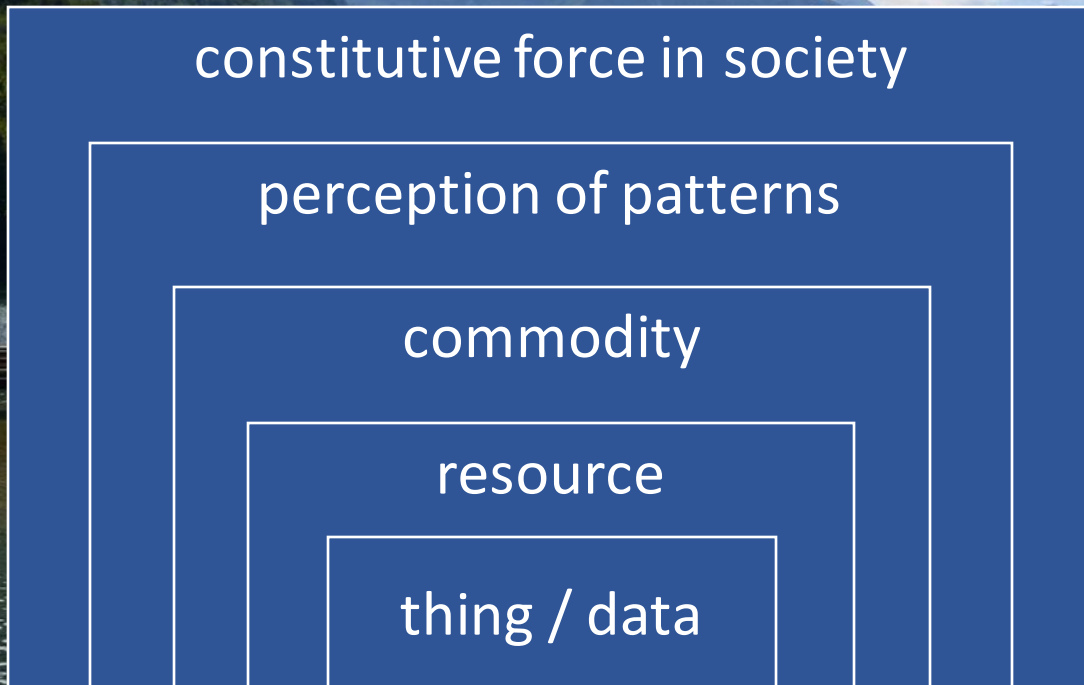 constitutive force in society
perception of patterns
commodity
resource
thing / data